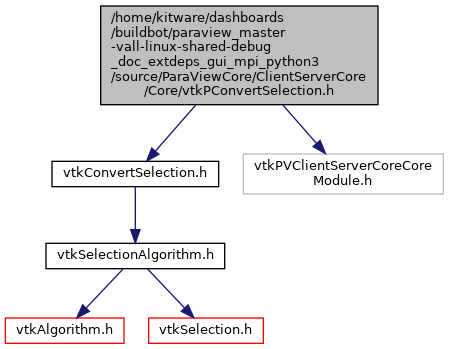 /home/kitware/dashboards
/buildbot/paraview_master
-vall-linux-shared-debug
_doc_extdeps_gui_mpi_python3
/source/ParaViewCore/ClientServerCore
/Core/vtkPConvertSelection.h
vtkConvertSelection.h
vtkPVClientServerCoreCore
Module.h
vtkSelectionAlgorithm.h
vtkAlgorithm.h
vtkSelection.h